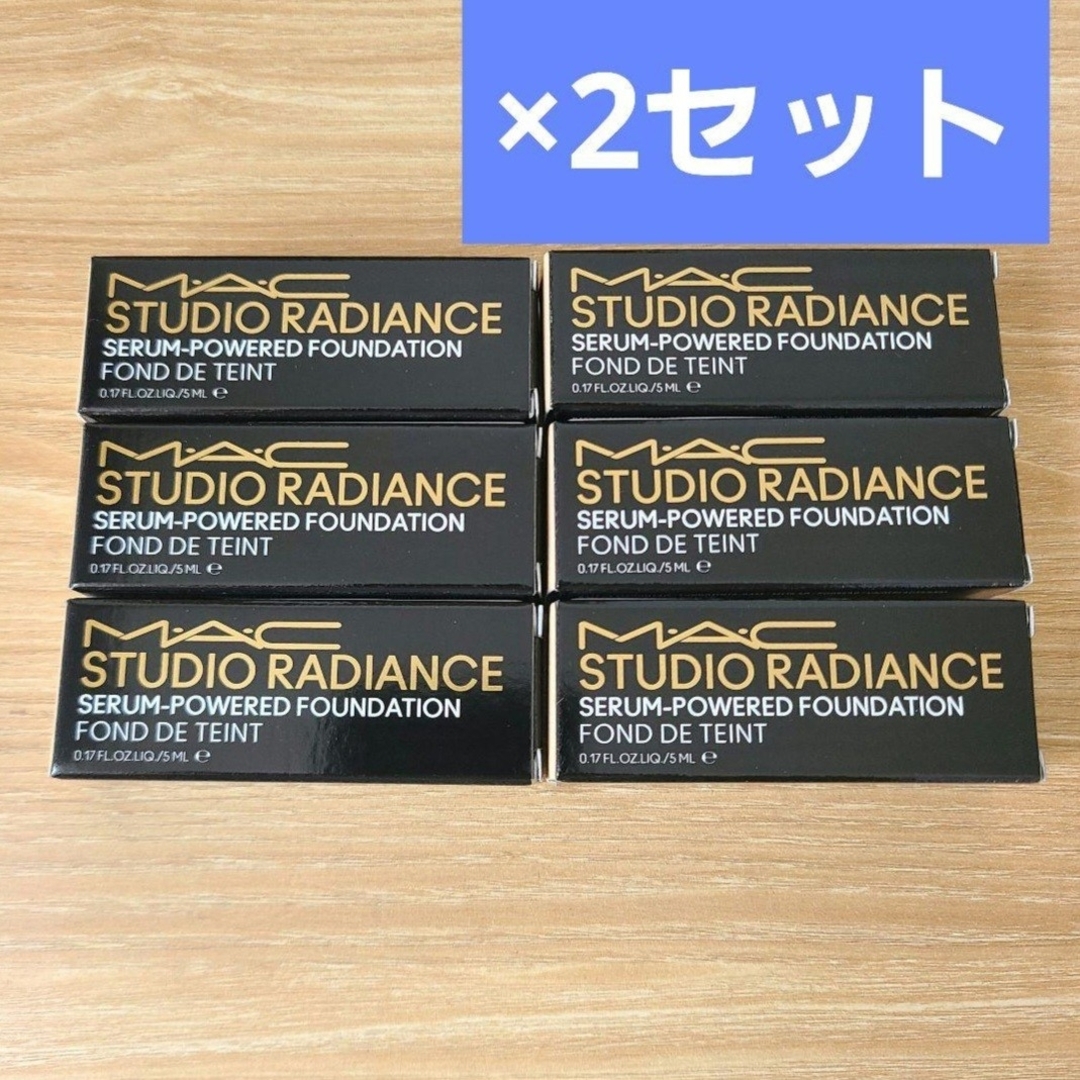 ×2セット
M·A·C
STUDIO RADIANCE
SERUM-POWERED FOUNDATION
FOND DE TEINT
0.17 FL.OZ.LIQ./5 ML ℮
M·A·C
STUDIO RADIANCE
SERUM-POWERED FOUNDATION
FOND DE TEINT
0.17 FL.OZ.LIQ./5 ML ℮
M·A·C
STUDIO RADIANCE
SERUM-POWERED FOUNDATION
FOND DE TEINT
0.17 FL.OZ.LIQ./5 ML ℮
M·A·C
STUDIO RADIANCE
SERUM-POWERED FOUNDATION
FOND DE TEINT
0.17 FL.OZ.LIQ./5 ML ℮
M·A·C
STUDIO RADIANCE
SERUM-POWERED FOUNDATION
FOND DE TEINT
0.17 FL.OZ.LIQ./5 ML ℮
M·A·C
STUDIO RADIANCE
SERUM-POWERED FOUNDATION
FOND DE TEINT
0.17 FL.OZ.LIQ./5 ML ℮